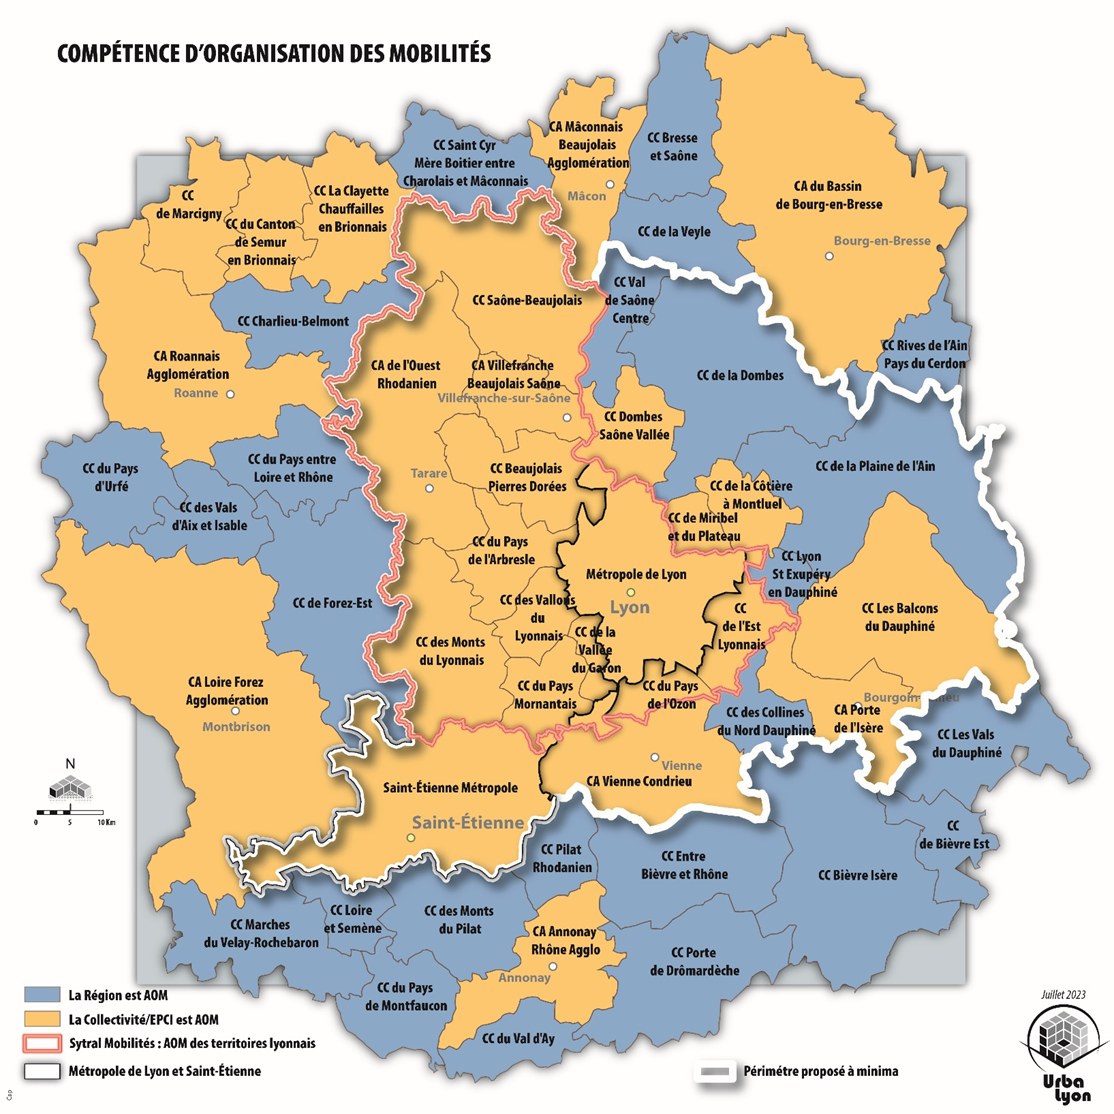 COMPÉTENCE D'ORGANISATION DES MOBILITÉS
CC Saint Cyr
Mère Boitier entre
Charolais et Mâconnais
CA Mâconnais
Beaujolais
Agglomération
Mâcon
CC Bresse
et Saône
CA du Bassin
de Bourg-en-Bresse
Bourg-en-Bresse
CC
de Marcigny
CC du Canton
de Semur
en Brionnais
CC La Clayette
Chauffailles
en Brionnais
CC de la Veyle
CC Val
de Saône
Centre
CC Saône-Beaujolais
CC Charlieu-Belmont
CC Rives de l'Ain
Pays du Cerdon
CA Roannais
Agglomération
Roanne
CA de l'Ouest
Rhodanien
CA Villefranche
Beaujolais Saône
Villefranche-sur-Saône
CC de la Dombes
CC Dombes
Saône Vallée
CC du Pays
d'Urfé
CC du Pays entre
Loire et Rhône
Tarare
CC Beaujolais
Pierres Dorées
CC de la Plaine de l'Ain
CC de la Côtière
à Montluel
CC des Vals
d'Aix et Isable
CC de Miribel
et du Plateau
CC du Pays
de l'Arbresle
CC Lyon
St Exupéry
en Dauphiné
Métropole de Lyon
Lyon
CC de Forez-Est
CC des Vallons
du
Lyonnais
CC
de l'Est
Lyonnais
CC Les Balcons
du Dauphiné
CC des Monts
du Lyonnais
CC de la
Vallée
du Garon
CA Loire Forez
Agglomération
Montbrison
CC du Pays
Mornantais
CC du Pays
de l'Ozon
CC des Collines
du Nord Dauphiné
CA Porte
de l'Isère
CC Les Vals
du Dauphiné
Vienne
CA Vienne Condrieu
Saint-Étienne Métropole
Saint-Étienne
N
0 5 10 Km
CC
de Bièvre Est
CC Pilat
Rhodanien
CC Entre
Bièvre et Rhône
CC Bièvre Isère
CC Marches
du Velay-Rochebaron
CC Loire
et Semène
CC des Monts
du Pilat
CA Annonay
Rhône Agglo
Annonay
CC Porte
de Drômardèche
CC du Pays
de Montfaucon
CC du Val d'Ay
La Région est AOM
La Collectivité/EPCI est AOM
Sytral Mobilités : AOM des territoires lyonnais
Métropole de Lyon et Saint-Étienne
Périmètre proposé à minima
Juillet 2023
Urba
Lyon